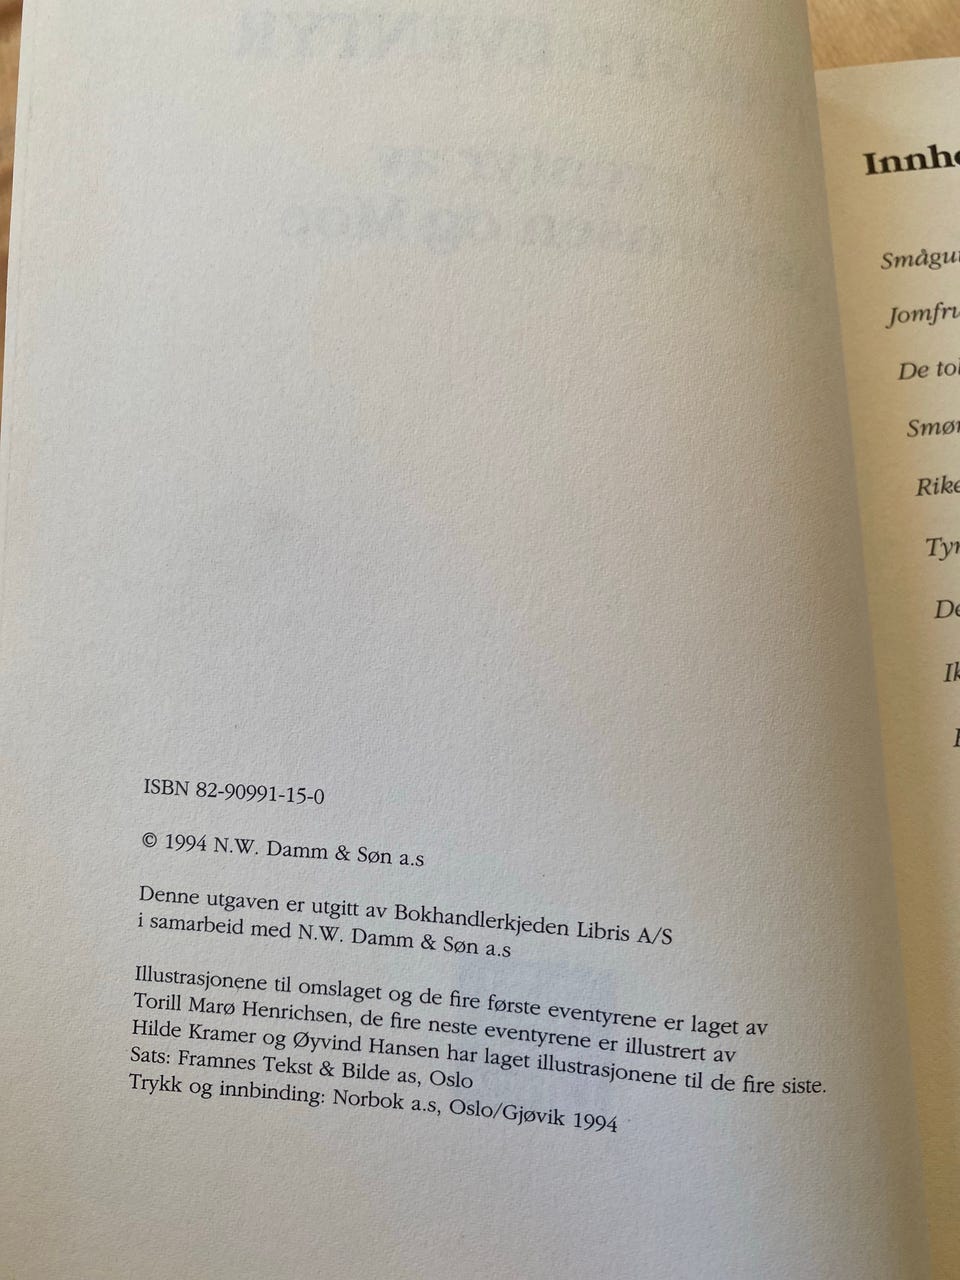 ISBN 82-90991-15-0
© 1994 N.W. Damm & Søn a.s
Denne utgaven er utgitt av Bokhandlerkjeden Libris A/S
i samarbeid med N.W. Damm & Søn a.s
Illustrasjonene til omslaget og de fire første eventyrene er laget av
Torill Marø Henrichsen, de fire neste eventyrene er illustrert av
Hilde Kramer og Øyvind Hansen har laget illustrasjonene til de fire siste.
Sats: Framnes Tekst & Bilde as, Oslo
Trykk og innbinding: Norbok a.s, Oslo/Gjøvik 1994
Innh
Smågu
Jomfru
De tol
Smør
Rike
Tyr
De
Ik